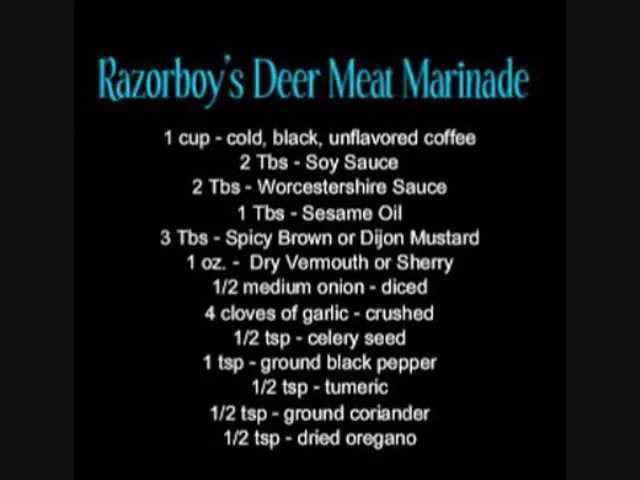 Razorboy's Deer Meat Marinade
1 cup - cold, black, unflavored coffee
2 Tbs - Soy Sauce
2 Tbs - Worcestershire Sauce
1 Tbs - Sesame Oil
3 Tbs - Spicy Brown or Dijon Mustard
1 oz. - Dry Vermouth or Sherry
1/2 medium onion - diced
4 cloves of garlic - crushed
1/2 tsp - celery seed
1 tsp - ground black pepper
1/2 tsp - tumeric
1/2 tsp - ground coriander
1/2 tsp - dried oregano